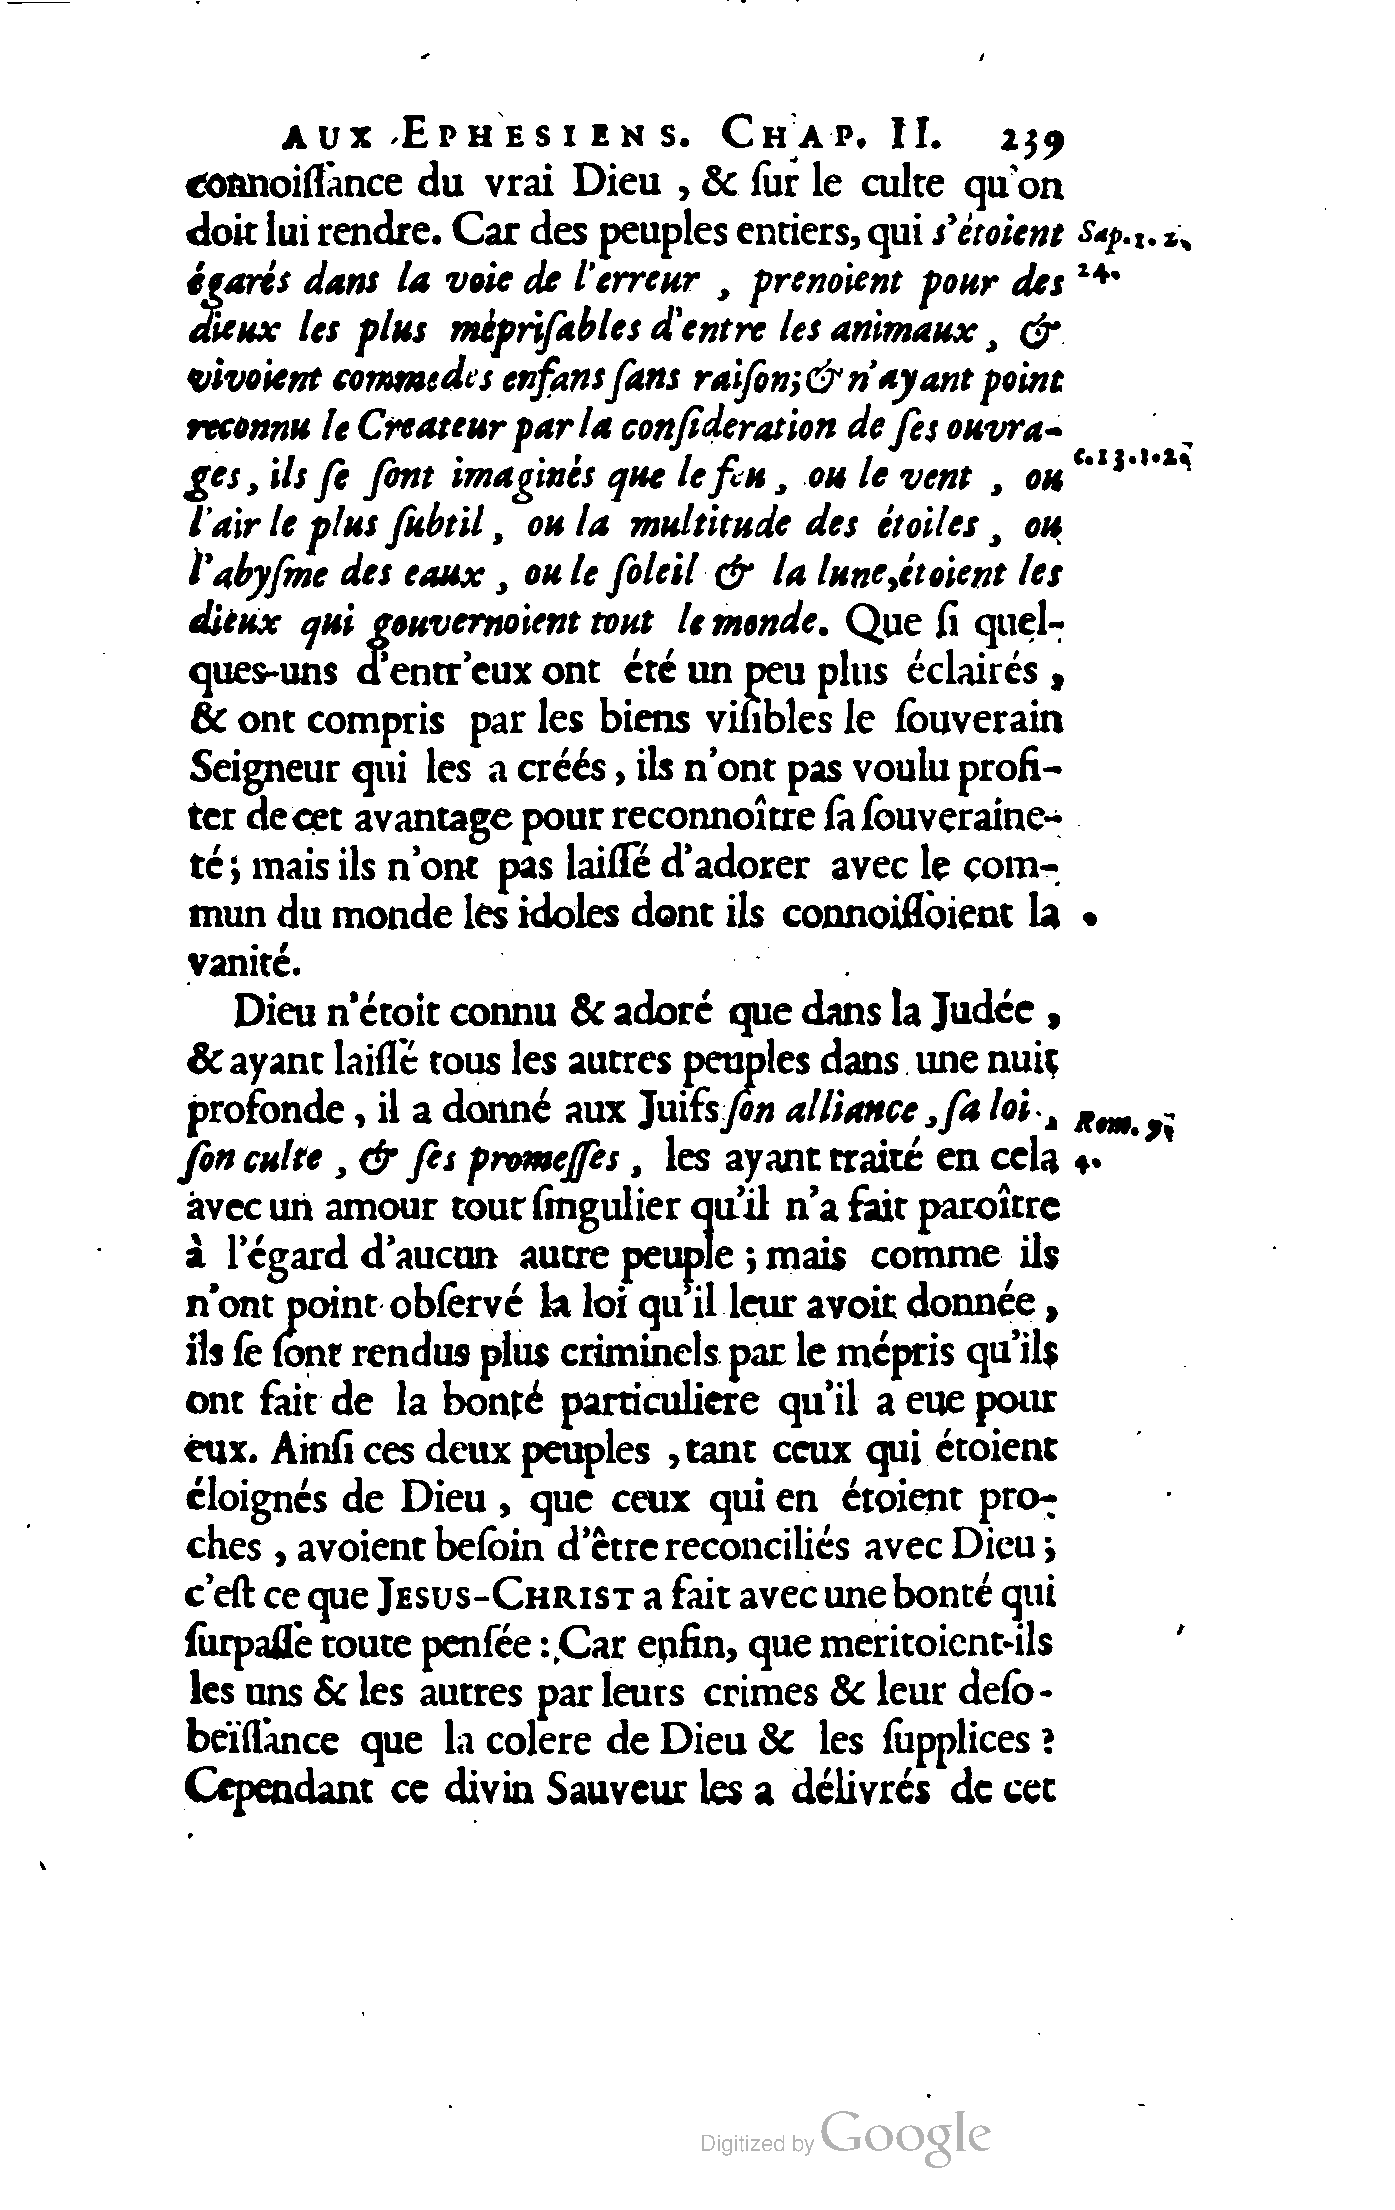 AUX EPHESIENS. CHAP. II. 239
connoiſſance du vrai Dieu, & ſur le culte qu'on
doit lui rendre. Car des peuples entiers, qui s'étoient
Sap. 1. 2.
égarés dans la voie de l'erreur, prenoient pour des
24.
dieux les plus mépriſables d'entre les animaux, &
vivoient comme des enfans ſans raiſon; & n'ayant point
reconnu le Createur par la conſideration de ſes ouvra-
ges, ils ſe ſont imaginés que le feu, ou le vent, ou
c. 13. 1. 2.
l'air le plus ſubtil, ou la multitude des étoiles, ou
l'abyſme des eaux, ou le ſoleil & la lune, étoient les
dieux qui gouvernoient tout le monde. Que ſi quel-
ques-uns d'entr'eux ont été un peu plus éclairés,
& ont compris par les biens viſibles le ſouverain
Seigneur qui les a créés, ils n'ont pas voulu profi-
ter de cet avantage pour reconnoître ſa ſouveraine-
té; mais ils n'ont pas laiſſé d'adorer avec le com-
mun du monde les idoles dont ils connoiſſoient la
vanité.
Dieu n'étoit connu & adoré que dans la Judée,
& ayant laiſſé tous les autres peuples dans une nuit
profonde, il a donné aux Juifs ſon alliance, ſa loi,
Rom. 9.
ſon culte, & ſes promeſſes, les ayant traité en cela
4.
avec un amour tout ſingulier qu'il n'a fait paroître
à l'égard d'aucun autre peuple; mais comme ils
n'ont point obſervé la loi qu'il leur avoit donnée,
ils ſe ſont rendus plus criminels par le mépris qu'ils
ont fait de la bonté particuliere qu'il a eue pour
eux. Ainſi ces deux peuples, tant ceux qui étoient
éloignés de Dieu, que ceux qui en étoient pro-
ches, avoient beſoin d'être reconciliés avec Dieu;
c'eſt ce que JESUS-CHRIST a fait avec une bonté qui
ſurpaſſe toute penſée: Car enfin, que meritoient-ils
les uns & les autres par leurs crimes & leur deſo-
beïſſance que la colere de Dieu & les ſupplices?
Cependant ce divin Sauveur les a délivrés de cet
Digitized by Google